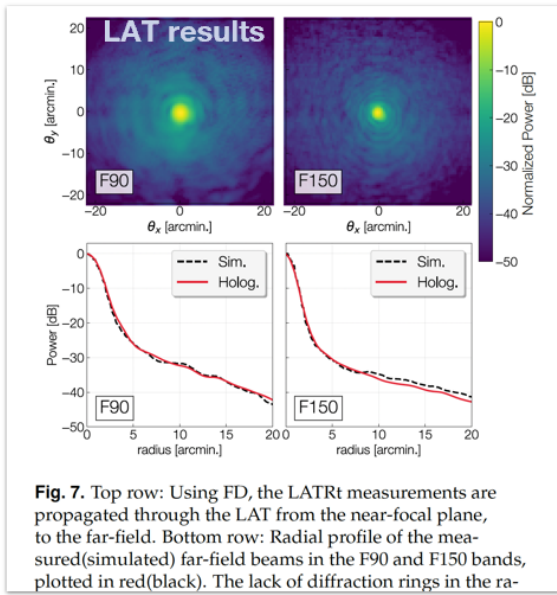 LAT results
20
10
0
−10
−20
θy [arcmin.]
F90
F150
−20
0
20
−20
0
20
θx [arcmin.]
θx [arcmin.]
0
−10
−20
−30
−40
−50
Normalized Power [dB]
0
−10
−20
−30
−40
−50
Power [dB]
Sim.
Holog.
F90
Sim.
Holog.
F150
0
5
10
15
20
0
5
10
15
20
radius [arcmin.]
radius [arcmin.]
Fig. 7. Top row: Using FD, the LATRt measurements are
propagated through the LAT from the near-focal plane,
to the far-field. Bottom row: Radial profile of the mea-
sured(simulated) far-field beams in the F90 and F150 bands,
plotted in red(black). The lack of diffraction rings in the ra-